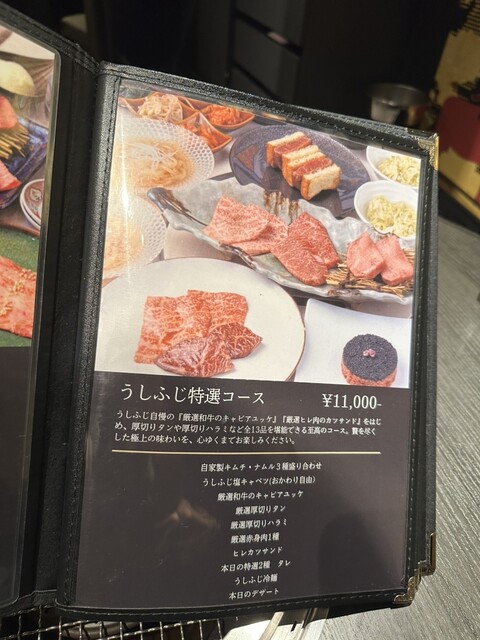 うしふじ特選コース ¥11,000-
うしふじ自慢の『厳選和牛のキャビアユッケ』『厳選ヒレ肉のカツサンド』をはじ
め、厚切りタンや厚切りハラミなど全13品を堪能できる至高のコース。贅を尽く
した極上の味わいを、心ゆくまでお楽しみください。
自家製キムチ・ナムル3種盛り合わせ
うしふじ塩キャベツ(おかわり自由)
厳選和牛のキャビアユッケ
厳選厚切りタン
厳選厚切りハラミ
厳選赤身肉1種
ヒレカツサンド
本日の特選2種 タレ
うしふじ冷麺
本日のデザート